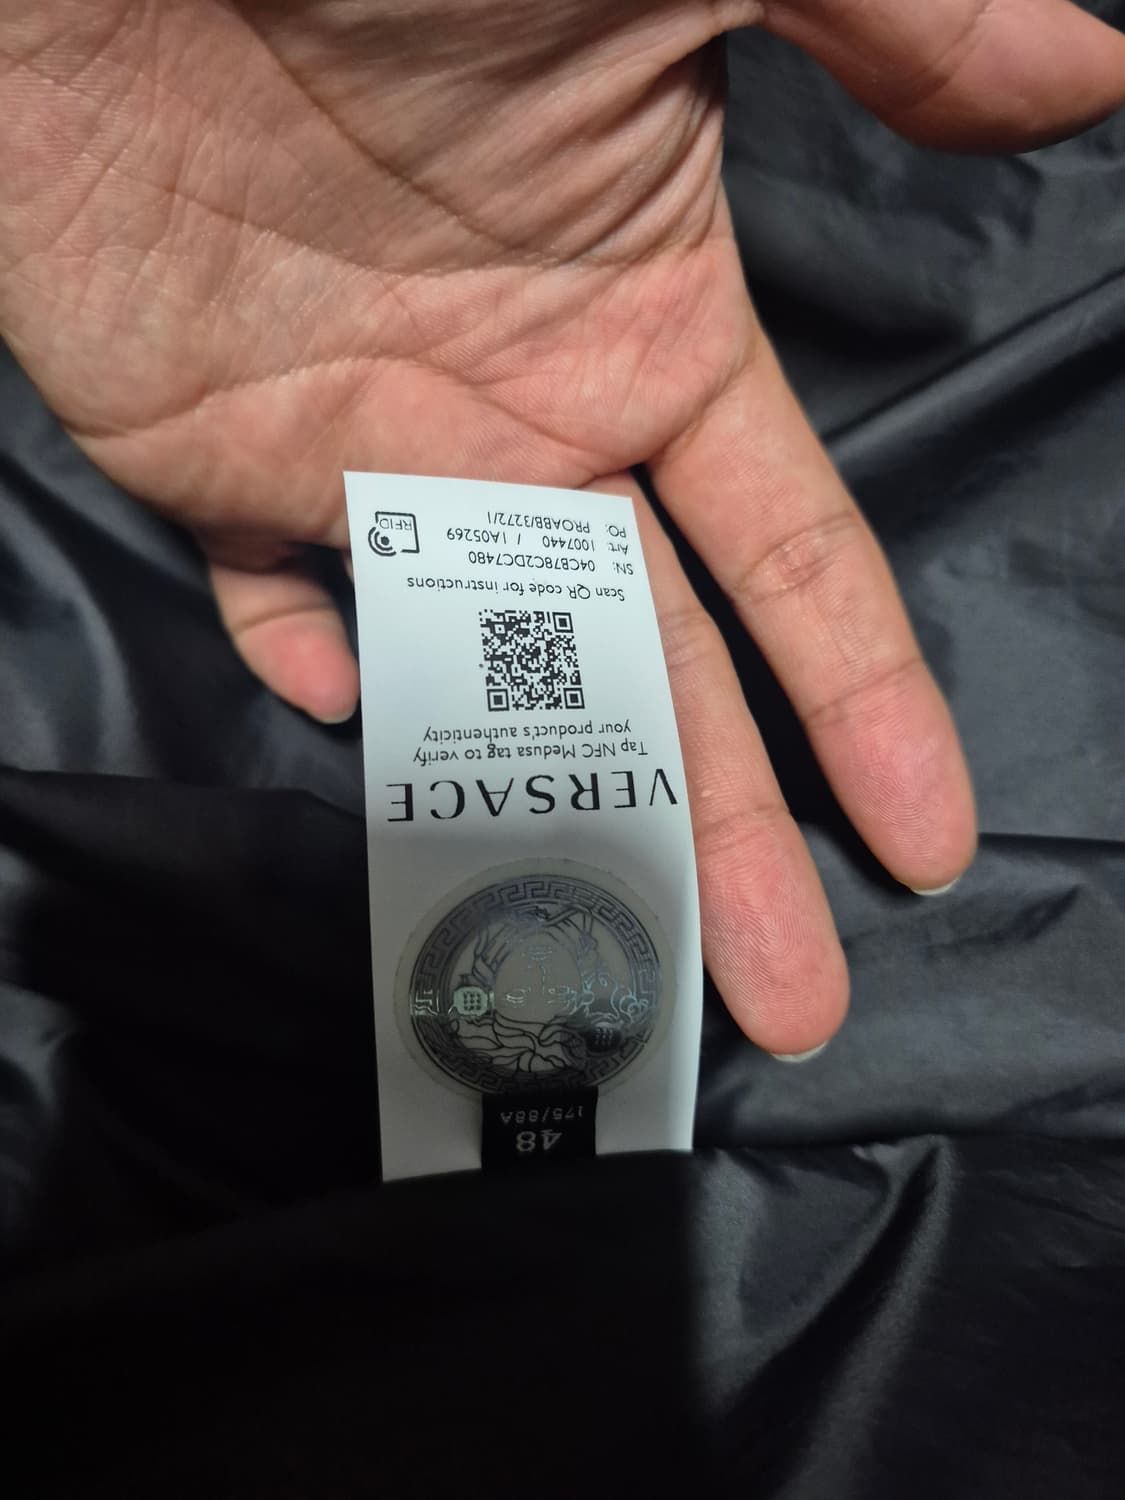 48
175/88A
VERSACE
Tap NFC Medusa tag to verify
your product's authenticity
Scan QR code for instructions
SN: 04CB78C2DC7480
Art: 1007440 / 1A05269
PO: PROABB/3272/1
RFID